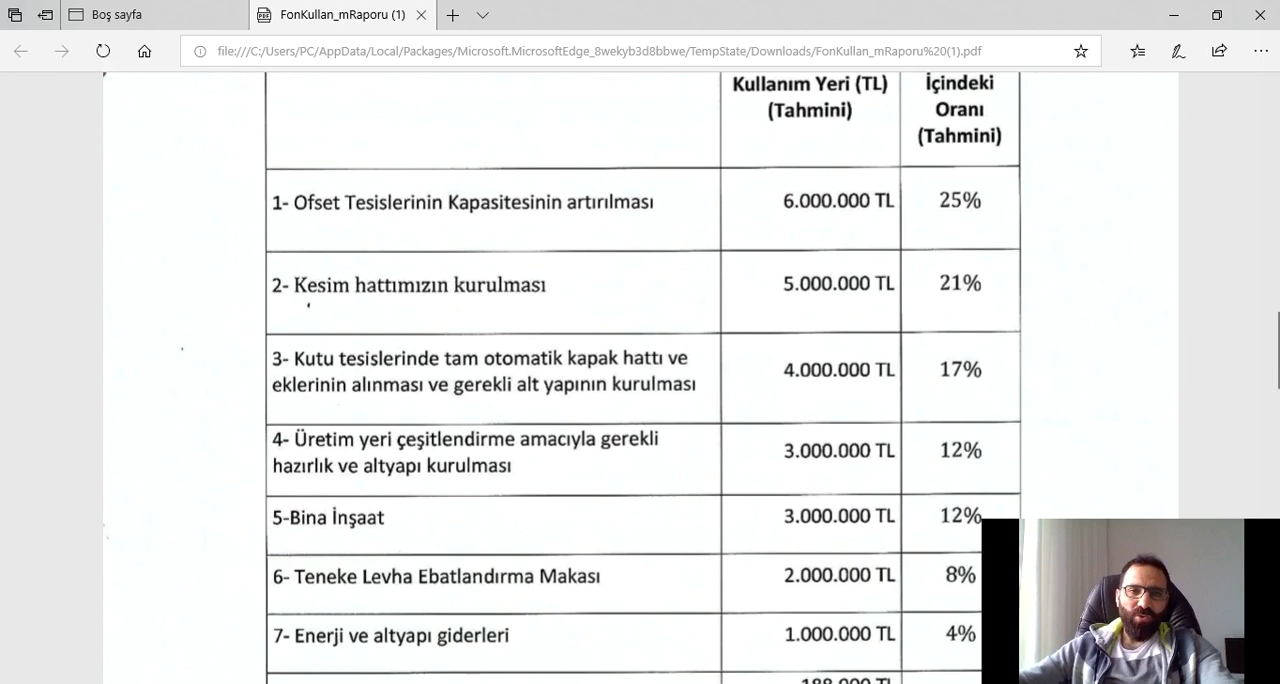 Boş sayfa
FonKullan_mRaporu (1)
file:///C:/Users/PC/AppData/Local/Packages/Microsoft.MicrosoftEdge_8wekyb3d8bbwe/TempState/Downloads/FonKullan_mRaporu%20(1).pdf
Kullanım Yeri (TL)
(Tahmini)
İçindeki
Oranı
(Tahmini)
1- Ofset Tesislerinin Kapasitesinin artırılması 6.000.000 TL 25%
2- Kesim hattımızın kurulması 5.000.000 TL 21%
3- Kutu tesislerinde tam otomatik kapak hattı ve
eklerinin alınması ve gerekli alt yapının kurulması 4.000.000 TL 17%
4- Üretim yeri çeşitlendirme amacıyla gerekli
hazırlık ve altyapı kurulması 3.000.000 TL 12%
5-Bina İnşaat 3.000.000 TL 12%
6- Teneke Levha Ebatlandırma Makası 2.000.000 TL 8%
7- Enerji ve altyapı giderleri 1.000.000 TL 4%